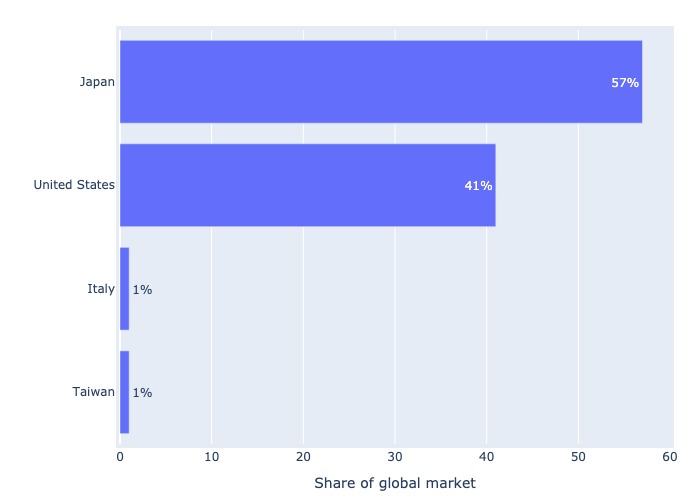 Japan
57%
United States
41%
Italy
1%
Taiwan
1%
0 10 20 30 40 50 60
Share of global market